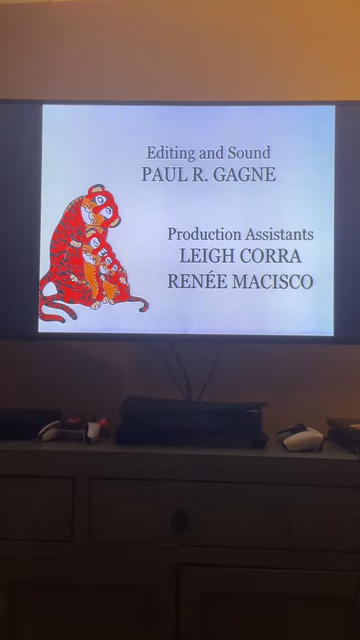 Editing and Sound
PAUL R. GAGNE
Production Assistants
LEIGH CORRA
RENÉE MACISCO